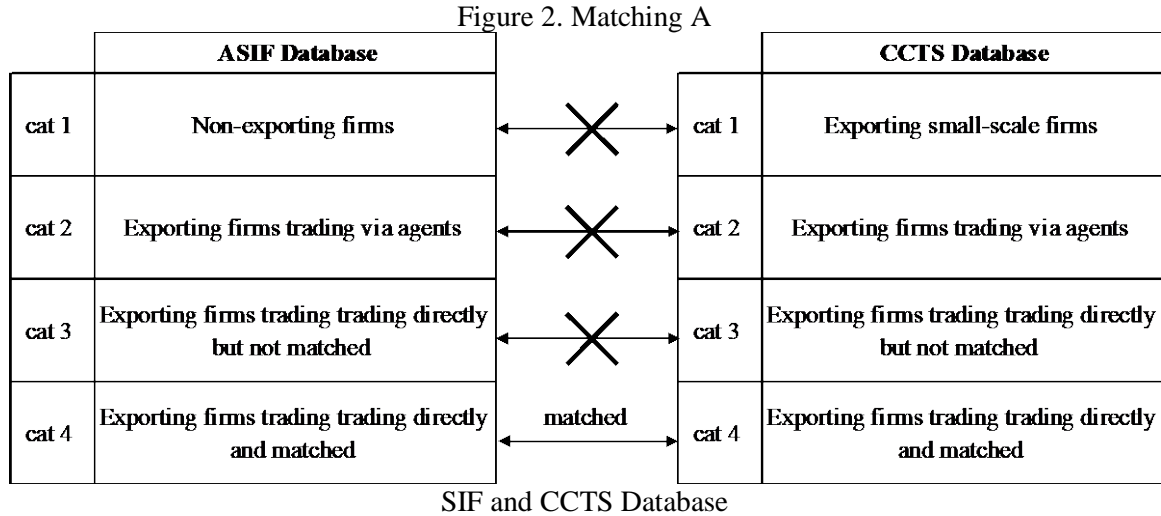 Figure 2. Matching A
ASIF Database
CCTS Database
cat 1
Non-exporting firms
cat 1
Exporting small-scale firms
cat 2
Exporting firms trading via agents
cat 2
Exporting firms trading via agents
cat 3
Exporting firms trading trading directly
but not matched
cat 3
Exporting firms trading trading directly
but not matched
cat 4
Exporting firms trading trading directly
and matched
matched
cat 4
Exporting firms trading trading directly
and matched
SIF and CCTS Database